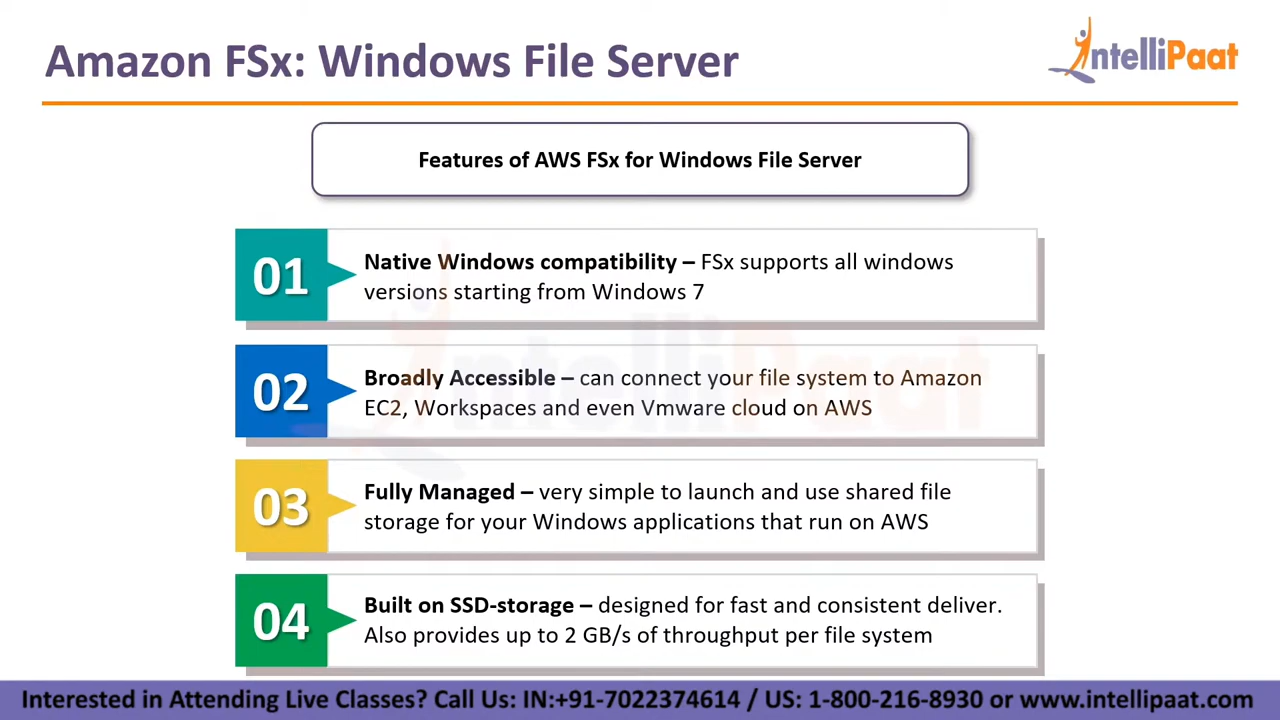 Amazon FSx: Windows File Server
IntelliPaat
Features of AWS FSx for Windows File Server
01
Native Windows compatibility – FSx supports all windows
versions starting from Windows 7
02
Broadly Accessible – can connect your file system to Amazon
EC2, Workspaces and even Vmware cloud on AWS
03
Fully Managed – very simple to launch and use shared file
storage for your Windows applications that run on AWS
04
Built on SSD-storage – designed for fast and consistent deliver.
Also provides up to 2 GB/s of throughput per file system
IntelliPaat
Interested in Attending Live Classes? Call Us: IN:+91-7022374614 / US: 1-800-216-8930 or www.intellipaat.com